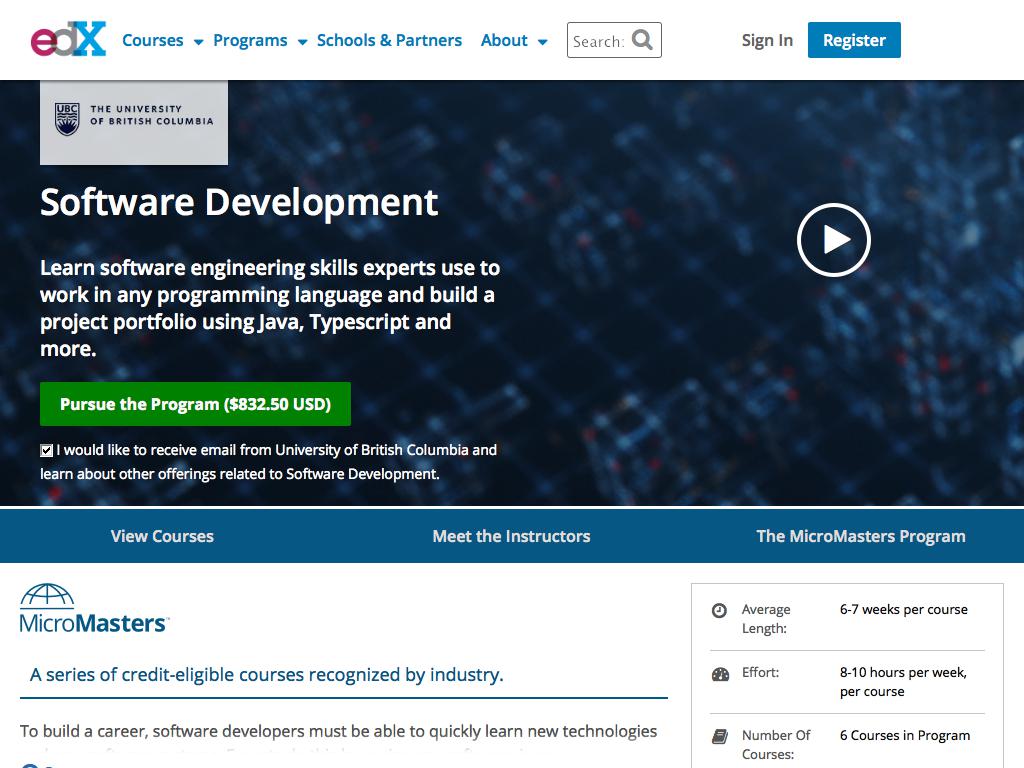 edX Courses Programs Schools & Partners About Search: Sign In Register
UBC
THE UNIVERSITY
OF BRITISH COLUMBIA
Software Development
Learn software engineering skills experts use to
work in any programming language and build a
project portfolio using Java, Typescript and
more.
Pursue the Program ($832.50 USD)
I would like to receive email from University of British Columbia and
learn about other offerings related to Software Development.
View Courses Meet the Instructors The MicroMasters Program
MicroMasters
A series of credit-eligible courses recognized by industry.
To build a career, software developers must be able to quickly learn new technologies
Average
Length:
6-7 weeks per course
Effort:
8-10 hours per week,
per course
Number Of
Courses:
6 Courses in Program